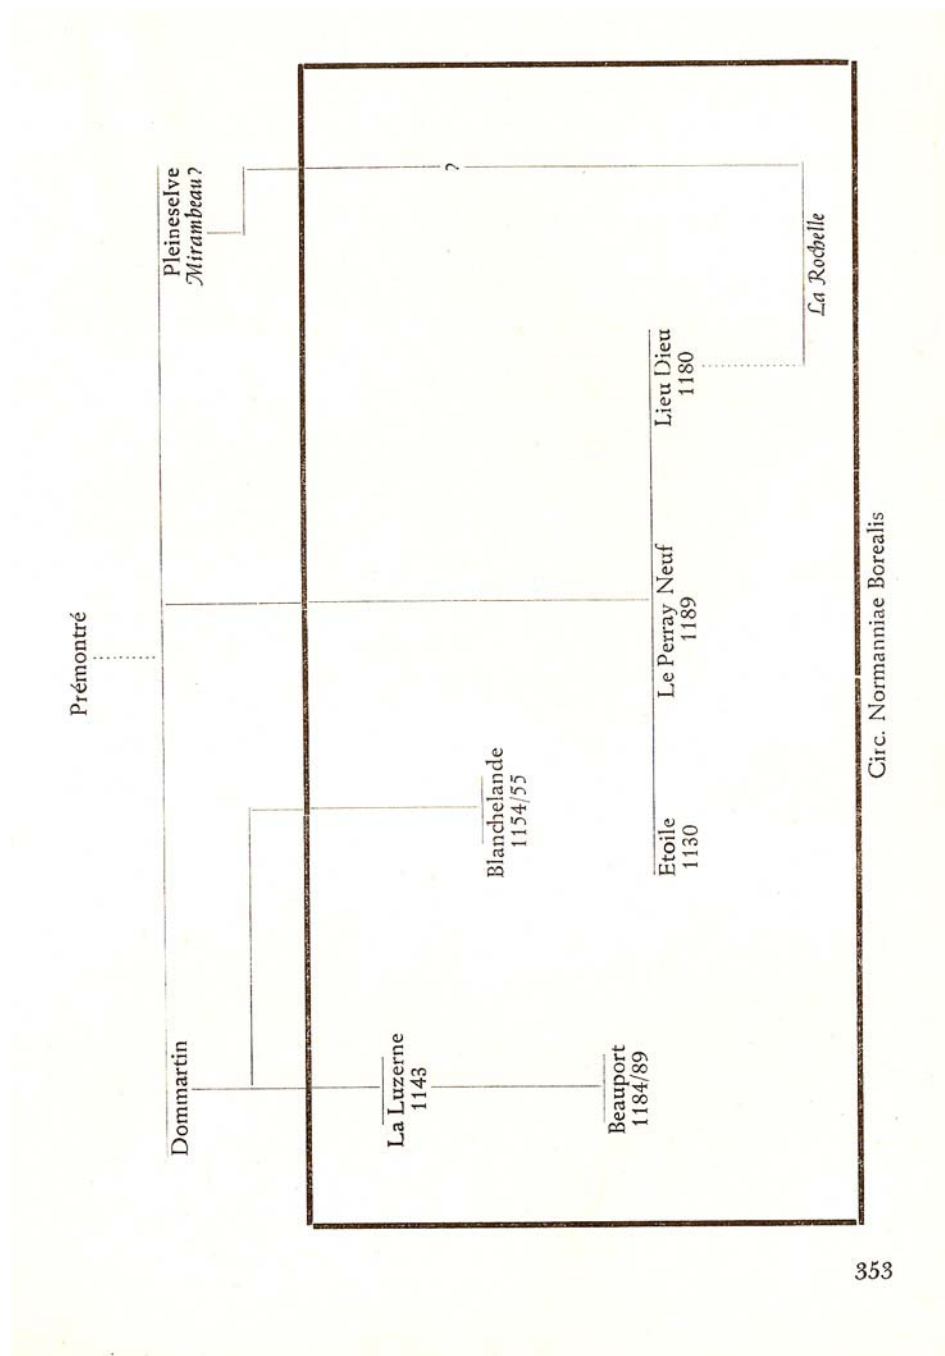 Prémontré
Dommartin
Pleineselve
Mirambeau?
?
La Luzerne
1143
Blanchelande
1154/55
Beauport
1184/89
Etoile
1130
Le Perray Neuf
1189
Lieu Dieu
1180
La Rochelle
Circ. Normanniae Borealis
353